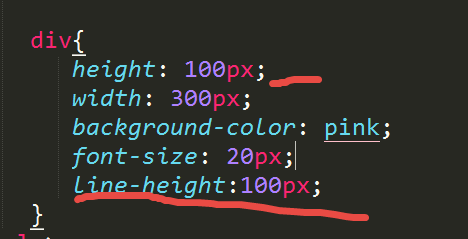 div{
height: 100px;
width: 300px;
background-color: pink;
font-size: 20px;
line-height:100px;
}